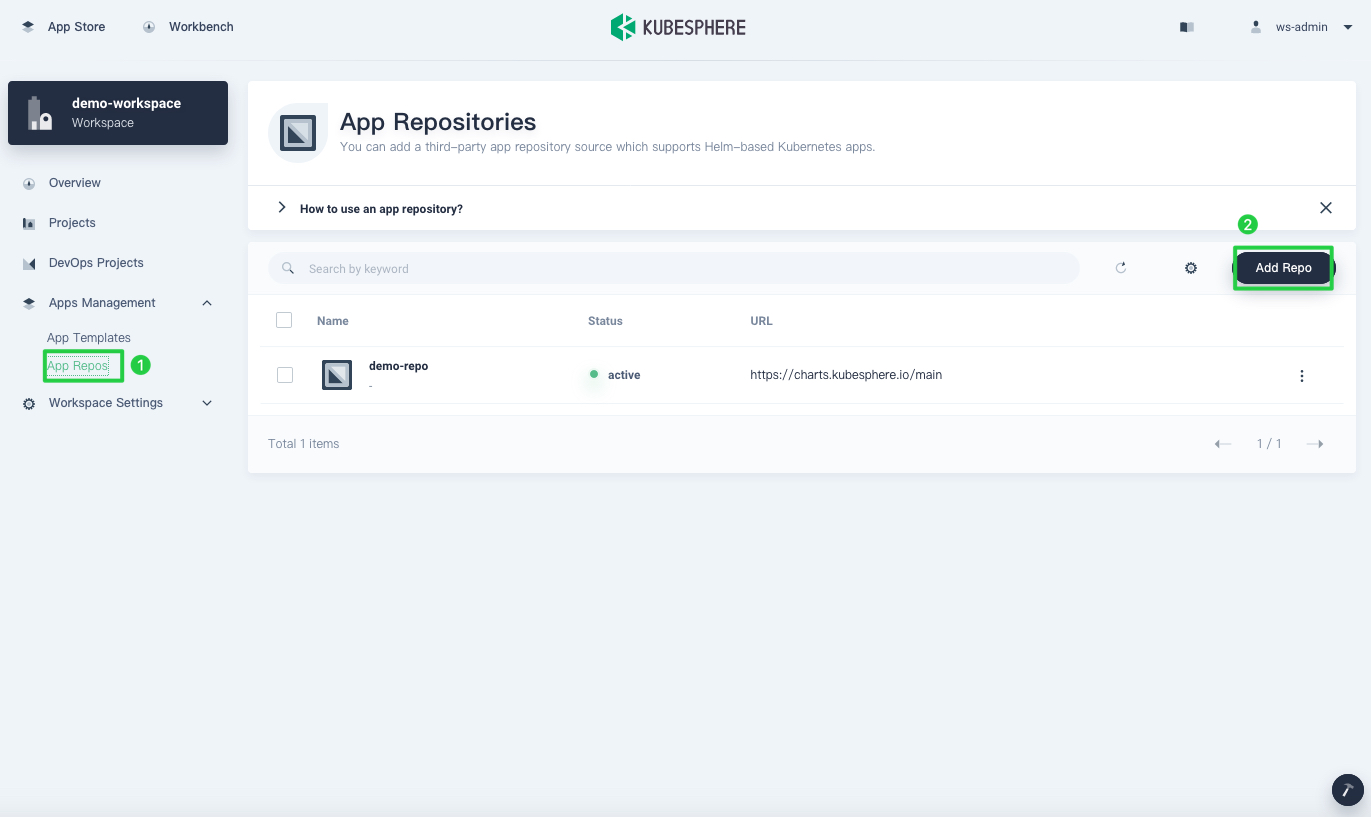 App Store
Workbench
KUBESPHERE
ws-admin
demo-workspace
Workspace
Overview
Projects
DevOps Projects
Apps Management
App Templates
App Repos
1
Workspace Settings
App Repositories
You can add a third-party app repository source which supports Helm-based Kubernetes apps.
How to use an app repository?
2
Search by keyword
Add Repo
Name Status URL
demo-repo
-
active
https://charts.kubesphere.io/main
Total 1 items
1 / 1